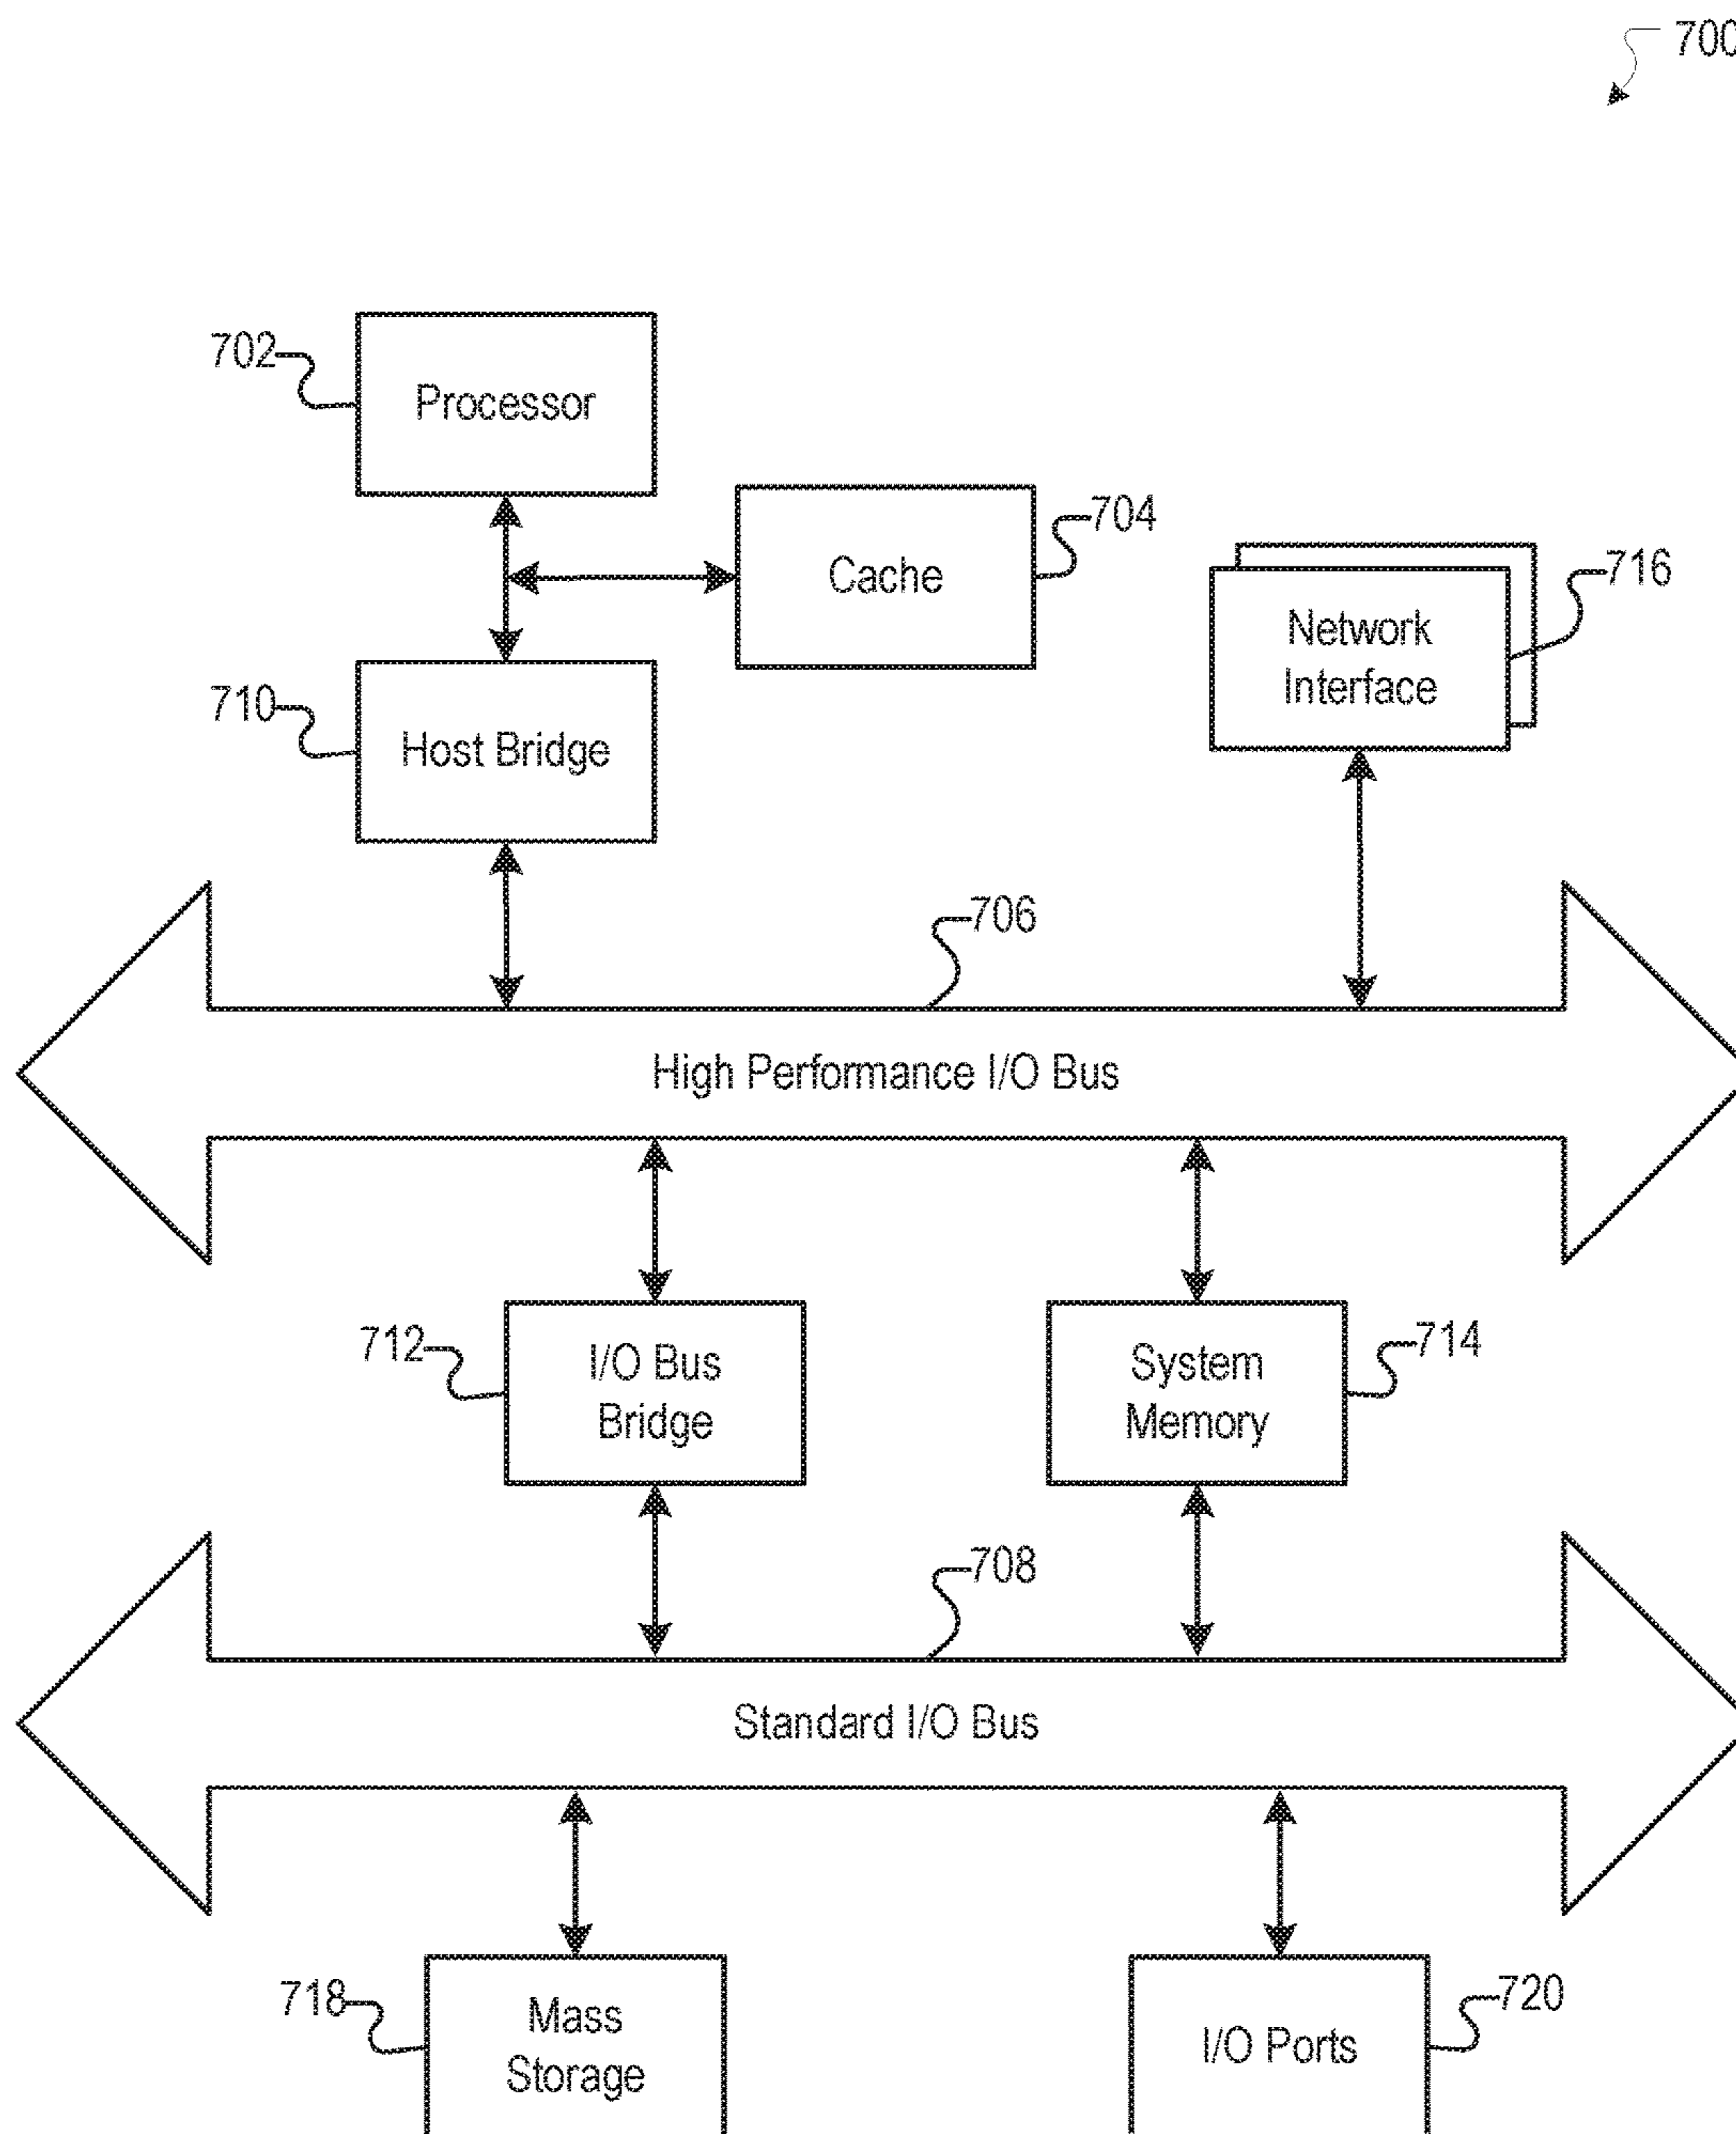 700
702
Processor
704
Cache
716
Network
Interface
710
Host Bridge
706
High Performance I/O Bus
712
I/O Bus
Bridge
System
Memory
714
708
Standard I/O Bus
718
Mass
Storage
I/O Ports
720